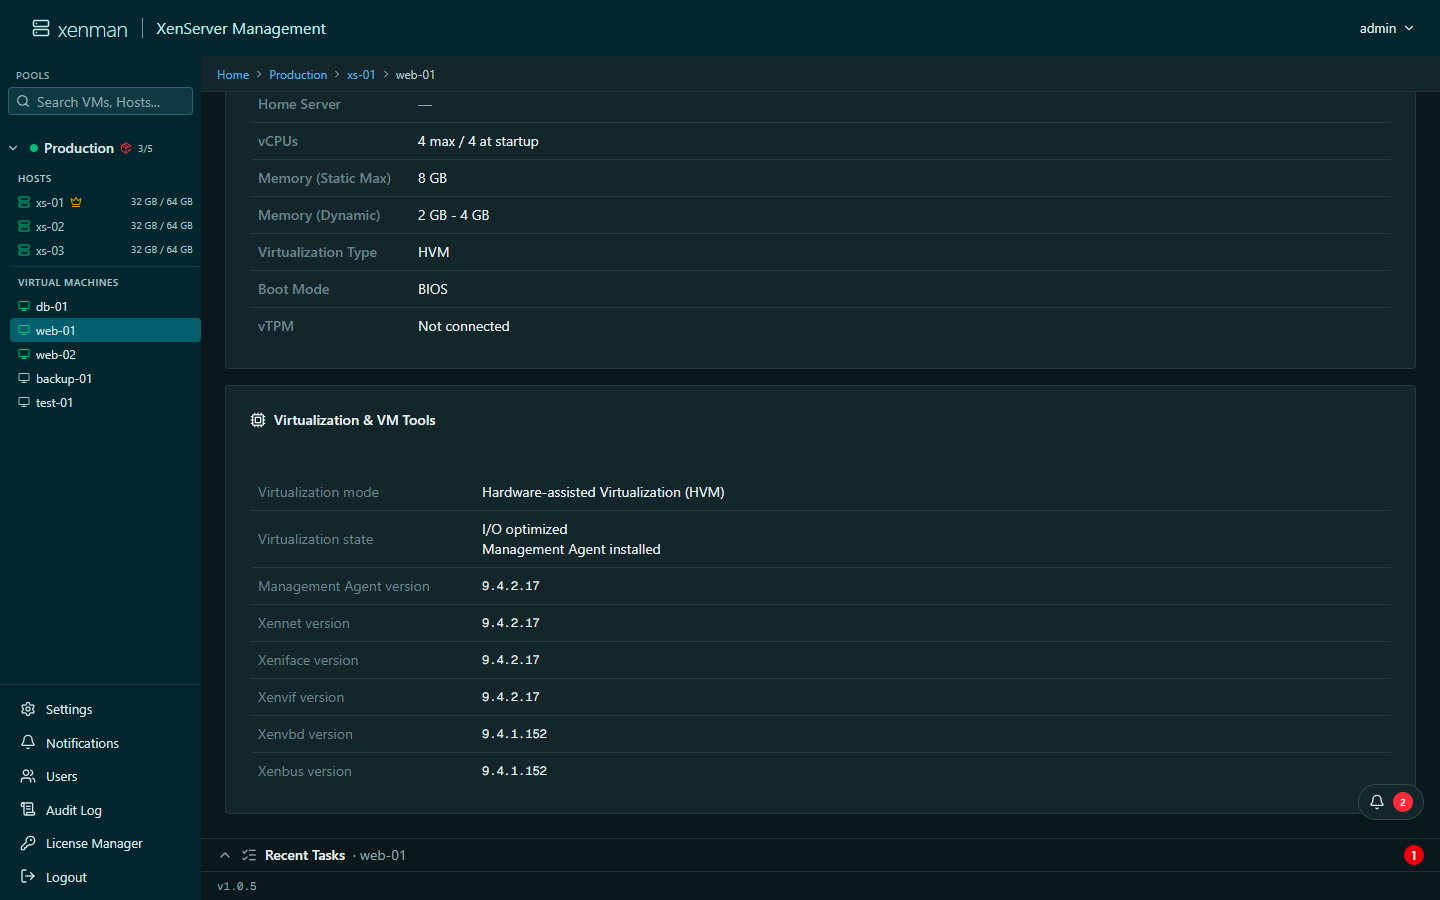 xenman
XenServer Management
admin
POOLS
Search VMs, Hosts...
Production 3/5
HOSTS
xs-01 32 GB / 64 GB
xs-02 32 GB / 64 GB
xs-03 32 GB / 64 GB
VIRTUAL MACHINES
db-01
web-01
web-02
backup-01
test-01
Settings
Notifications
Users
Audit Log
License Manager
Logout
Home > Production > xs-01 > web-01
Home Server —
vCPUs 4 max / 4 at startup
Memory (Static Max) 8 GB
Memory (Dynamic) 2 GB - 4 GB
Virtualization Type HVM
Boot Mode BIOS
vTPM Not connected
Virtualization & VM Tools
Virtualization mode Hardware-assisted Virtualization (HVM)
Virtualization state I/O optimized
Management Agent installed
Management Agent version 9.4.2.17
Xennet version 9.4.2.17
Xeniface version 9.4.2.17
Xenvif version 9.4.2.17
Xenvbd version 9.4.1.152
Xenbus version 9.4.1.152
2
Recent Tasks · web-01 1
v1.0.5